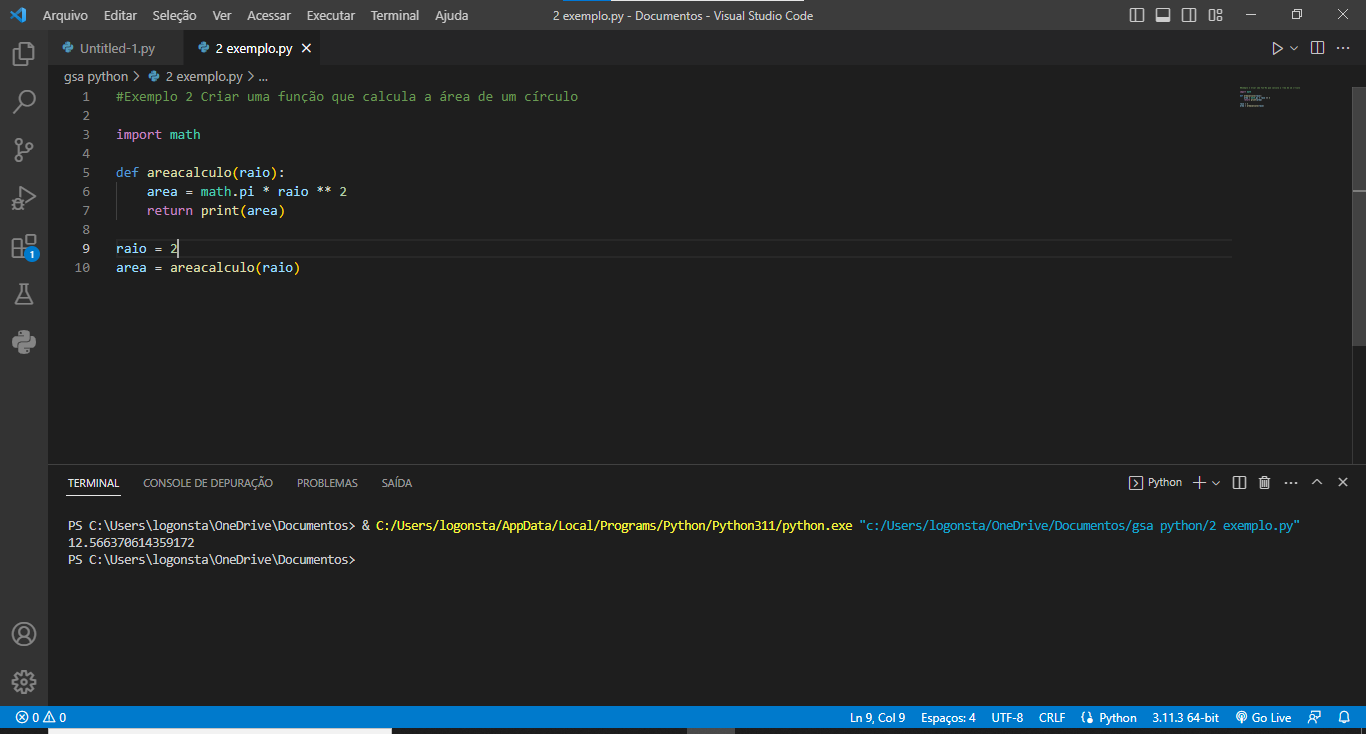 Arquivo Editar Seleção Ver Acessar Executar Terminal Ajuda 2 exemplo.py - Documentos - Visual Studio Code
Untitled-1.py 2 exemplo.py
gsa python > 2 exemplo.py > ...
1 #Exemplo 2 Criar uma função que calcula a área de um círculo
2
3 import math
4
5 def areacalculo(raio):
6 area = math.pi * raio ** 2
7 return print(area)
8
9 raio = 2
10 area = areacalculo(raio)
1
TERMINAL CONSOLE DE DEPURAÇÃO PROBLEMAS SAÍDA Python
PS C:\Users\logonsta\OneDrive\Documentos> & C:/Users/logonsta/AppData/Local/Programs/Python/Python311/python.exe "c:/Users/logonsta/OneDrive/Documentos/gsa python/2 exemplo.py"
12.566370614359172
PS C:\Users\logonsta\OneDrive\Documentos>
0 0 Ln 9, Col 9 Espaços: 4 UTF-8 CRLF Python 3.11.3 64-bit Go Live